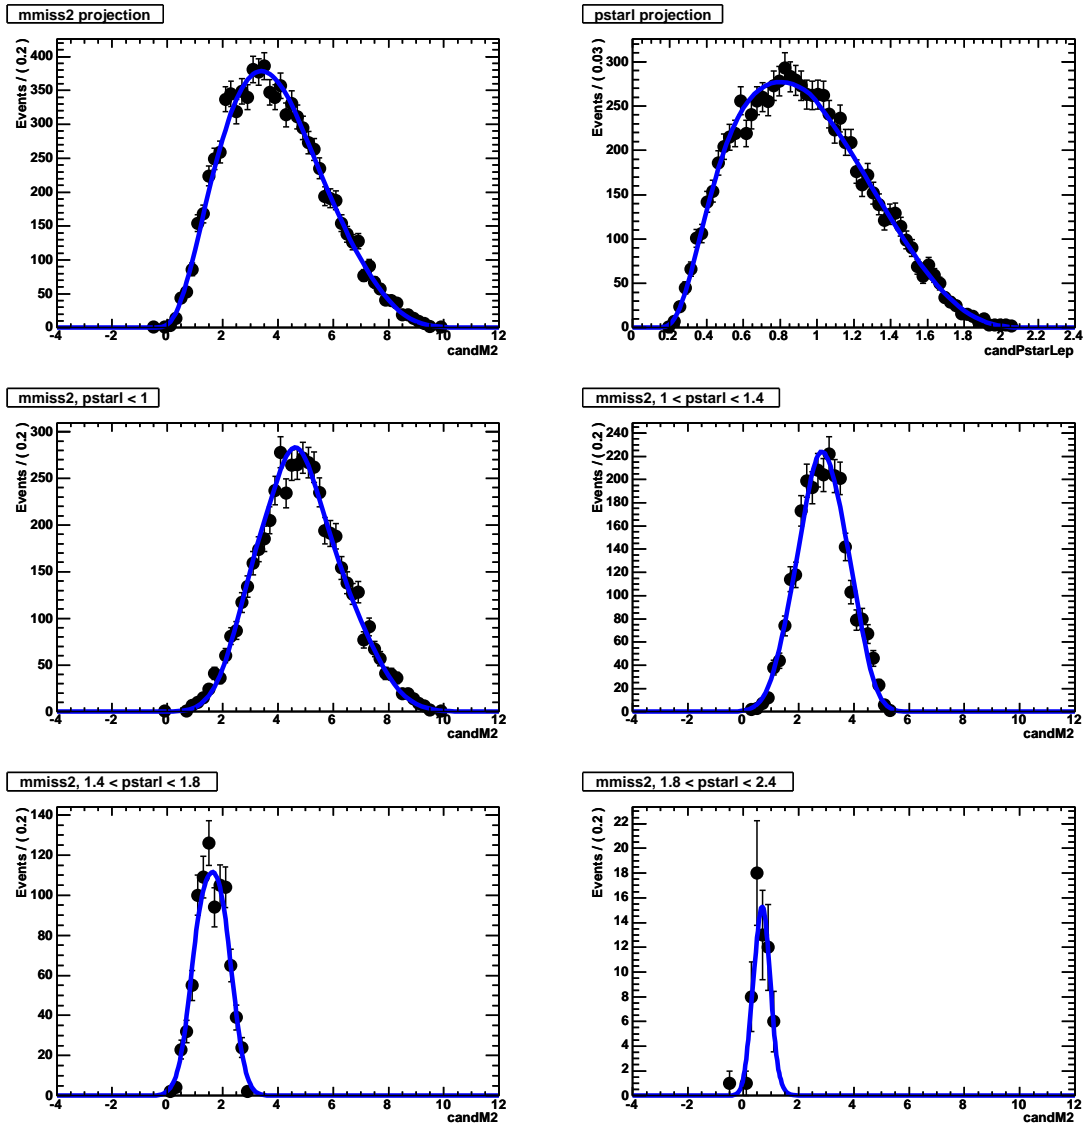 mmiss2 projection
Events / ( 0.2 )
400
350
300
250
200
150
100
50
0
-4 -2 0 2 4 6 8 10 12
candM2
pstarl projection
Events / ( 0.03 )
300
250
200
150
100
50
0
0 0.2 0.4 0.6 0.8 1 1.2 1.4 1.6 1.8 2 2.2 2.4
candPstarLep
mmiss2, pstarl < 1
Events / ( 0.2 )
300
250
200
150
100
50
0
-4 -2 0 2 4 6 8 10 12
candM2
mmiss2, 1 < pstarl < 1.4
Events / ( 0.2 )
240
220
200
180
160
140
120
100
80
60
40
20
0
-4 -2 0 2 4 6 8 10 12
candM2
mmiss2, 1.4 < pstarl < 1.8
Events / ( 0.2 )
140
120
100
80
60
40
20
0
-4 -2 0 2 4 6 8 10 12
candM2
mmiss2, 1.8 < pstarl < 2.4
Events / ( 0.2 )
22
20
18
16
14
12
10
8
6
4
2
0
-4 -2 0 2 4 6 8 10 12
candM2